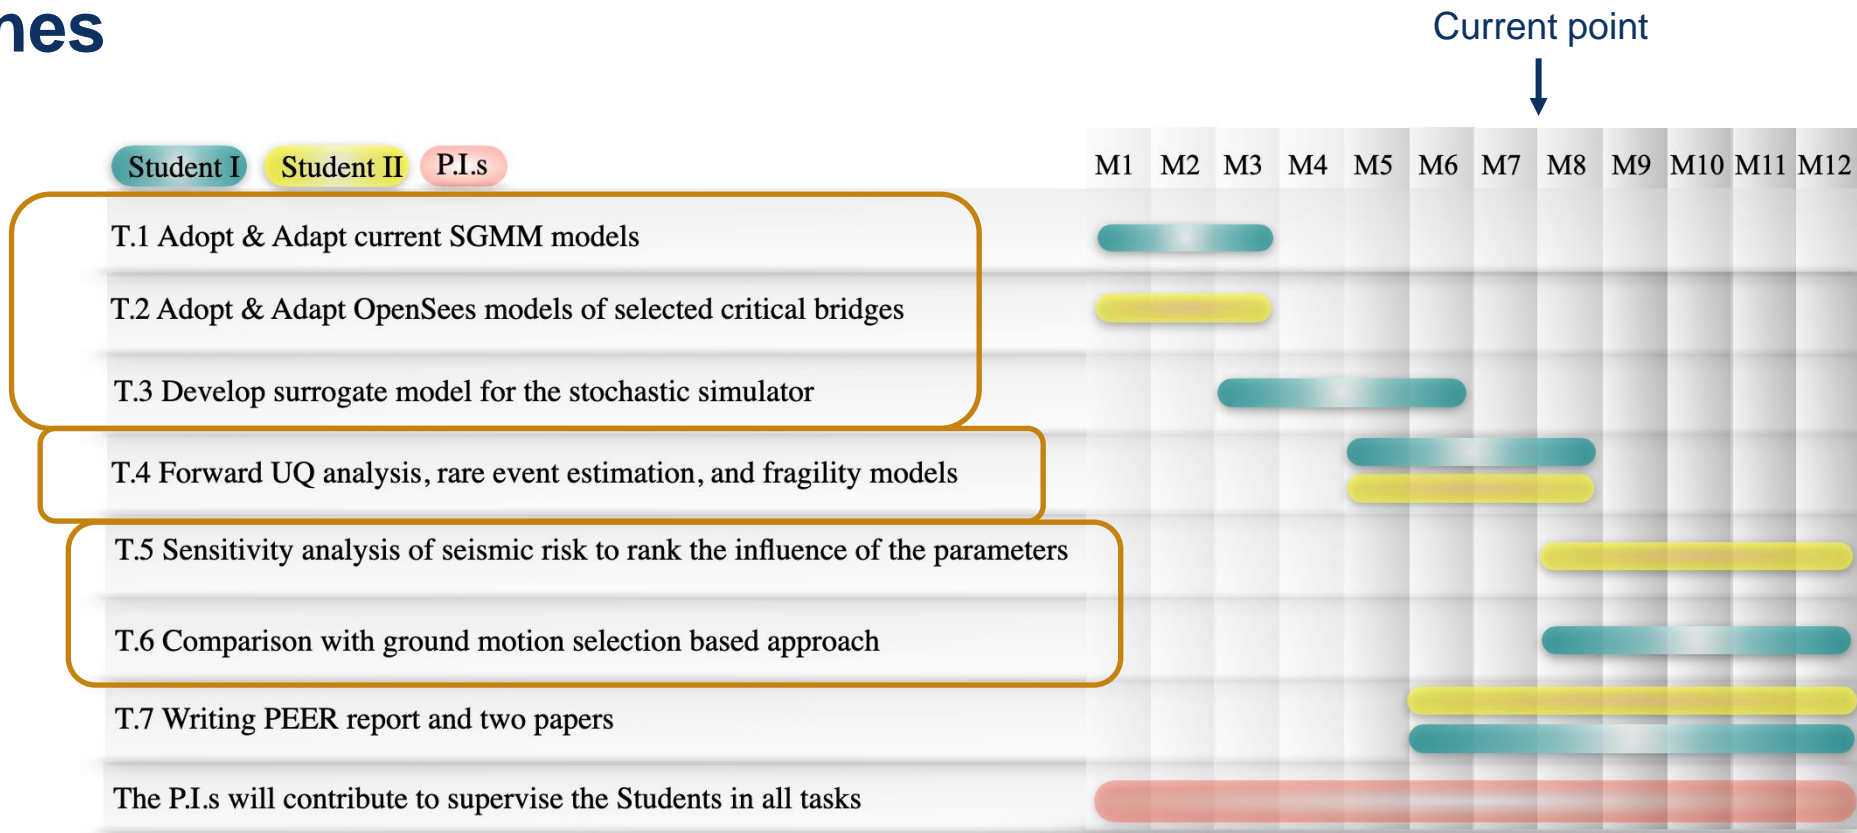 Current point
Student I Student II P.I.s
M1 M2 M3 M4 M5 M6 M7 M8 M9 M10 M11 M12
T.1 Adopt & Adapt current SGMM models
T.2 Adopt & Adapt OpenSees models of selected critical bridges
T.3 Develop surrogate model for the stochastic simulator
T.4 Forward UQ analysis, rare event estimation, and fragility models
T.5 Sensitivity analysis of seismic risk to rank the influence of the parameters
T.6 Comparison with ground motion selection based approach
T.7 Writing PEER report and two papers
The P.I.s will contribute to supervise the Students in all tasks